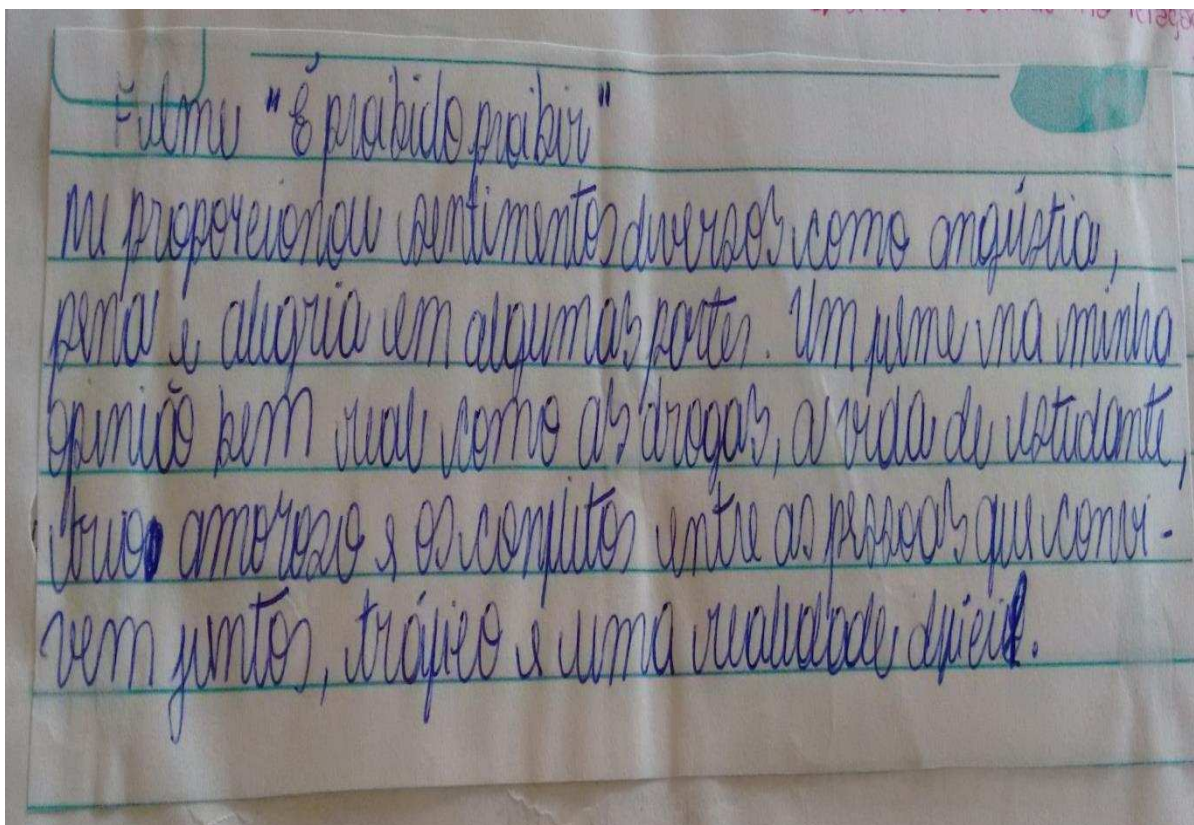 Filme "É proibido proibir"
me proporcionou sentimentos diversos como angústia,
pena e alegria em algumas partes. Um filme na minha
opinião bem real como as drogas, a vida de estudante,
trio amoroso e os conflitos entre as pessoas que convi-
vem juntos, tráfico e uma realidade difícil.